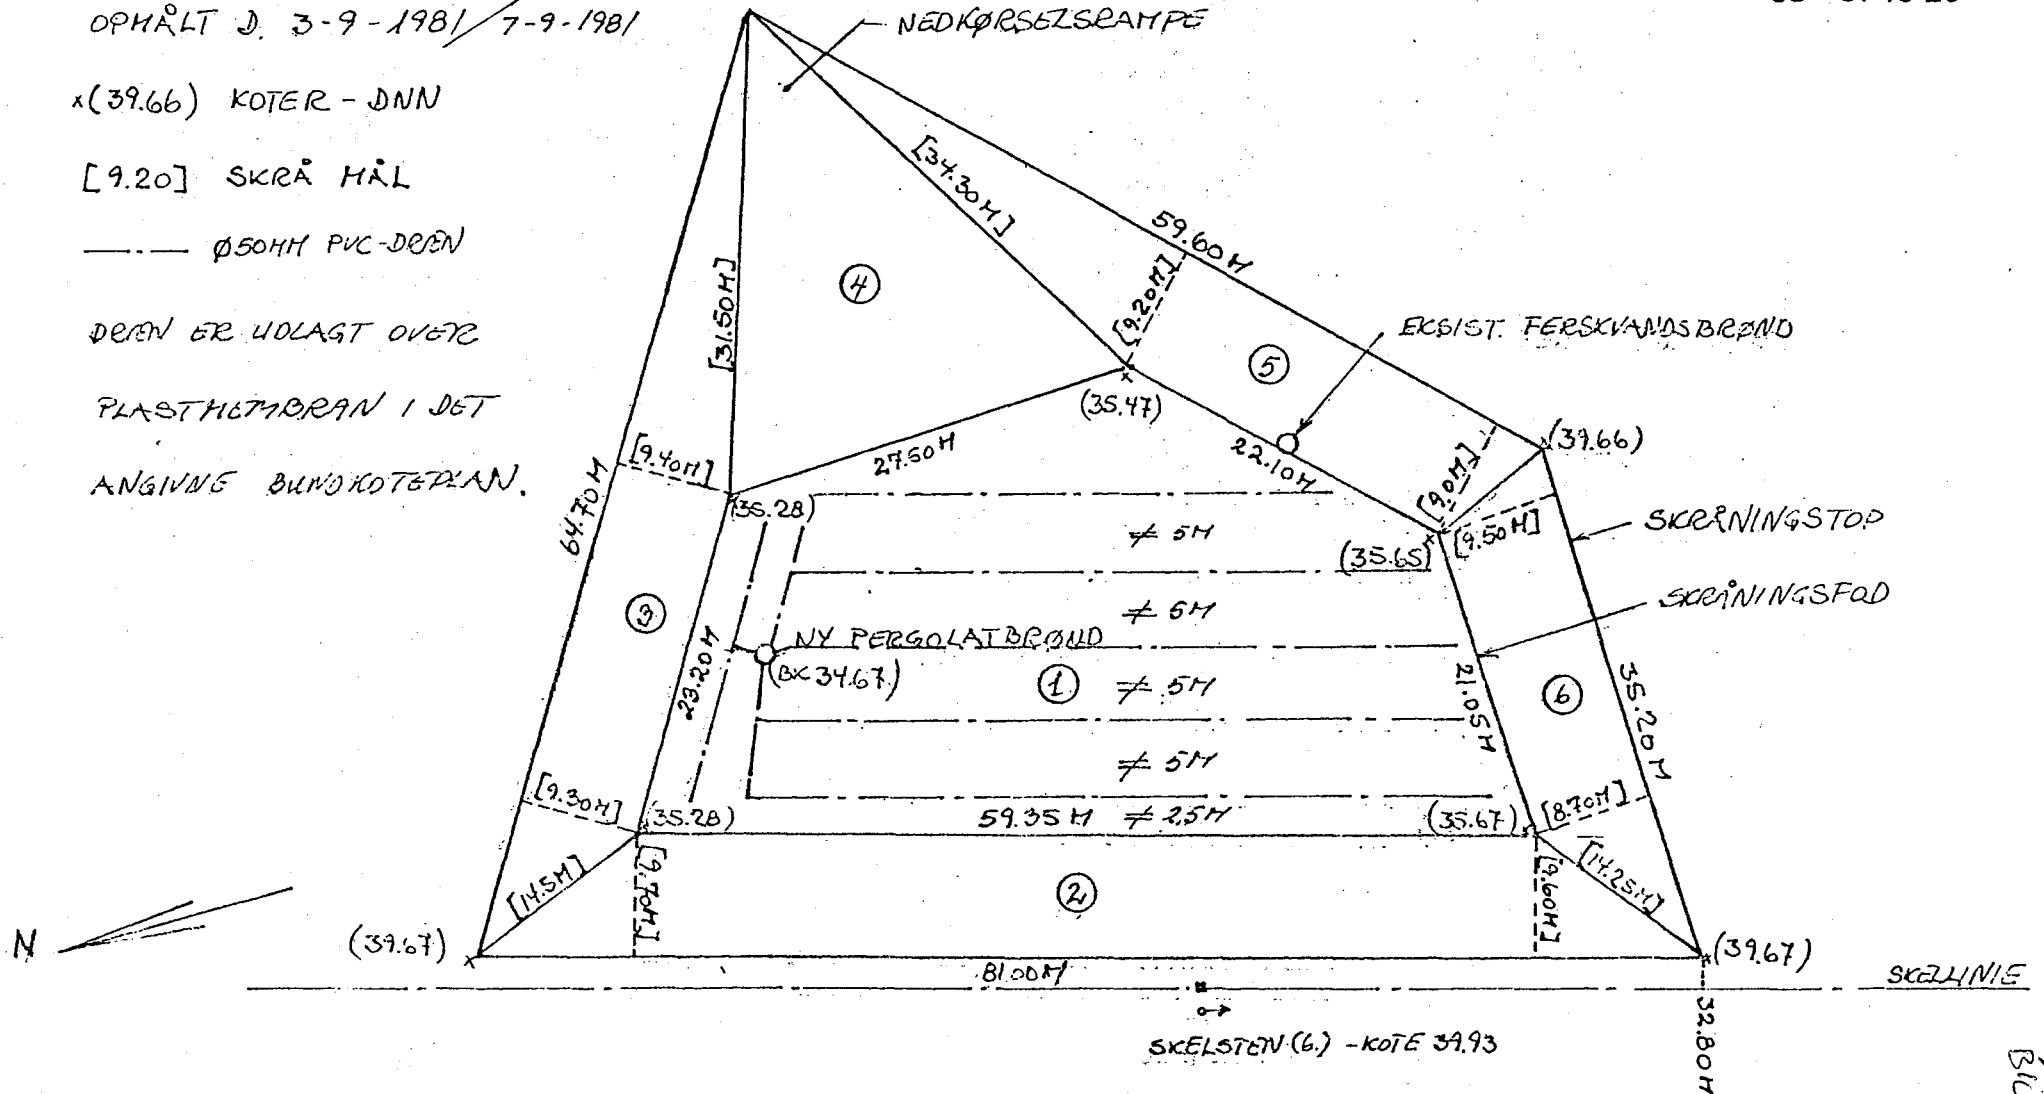 OPMÅLT D. 3-9-1981/7-9-1981
x(39.66) KOTER - DNN
[9.20] SKRÅ MÅL
Ø50MM PVC-DRÆN
DRÆN ER UDLAGT OVER
PLASTMEMBRAN I DET
ANGIVNE BUNDKOTEPLAN.
NEDKØRSELSRAMPE
[34.30M]
59.60M
[31.50M]
4
[9.20M]
5
EKSIST. FERSKVANDSBRØND
(35.47)
27.50M
22.10M
[9.0M]
(39.66)
[9.40M]
64.70M
(35.28)
≠ 5M
(35.65)
[9.50M]
SKRÅNINGSTOP
SKRÅNINGSFOD
3
≠ 5M
NY PERGOLATBRØND
(BK 34.67)
23.20M
1
≠ 5M
21.05M
6
35.20M
≠ 5M
[9.30M]
(35.28)
59.35M ≠ 2,5M
(35.67)
[8.70M]
[14.5M]
[9.70M]
2
[9.60M]
[14.25M]
N
(39.67)
81.00M
(39.67)
SKELLINIE
SKELSTEN (6.) - KOTE 39.93
32.80M